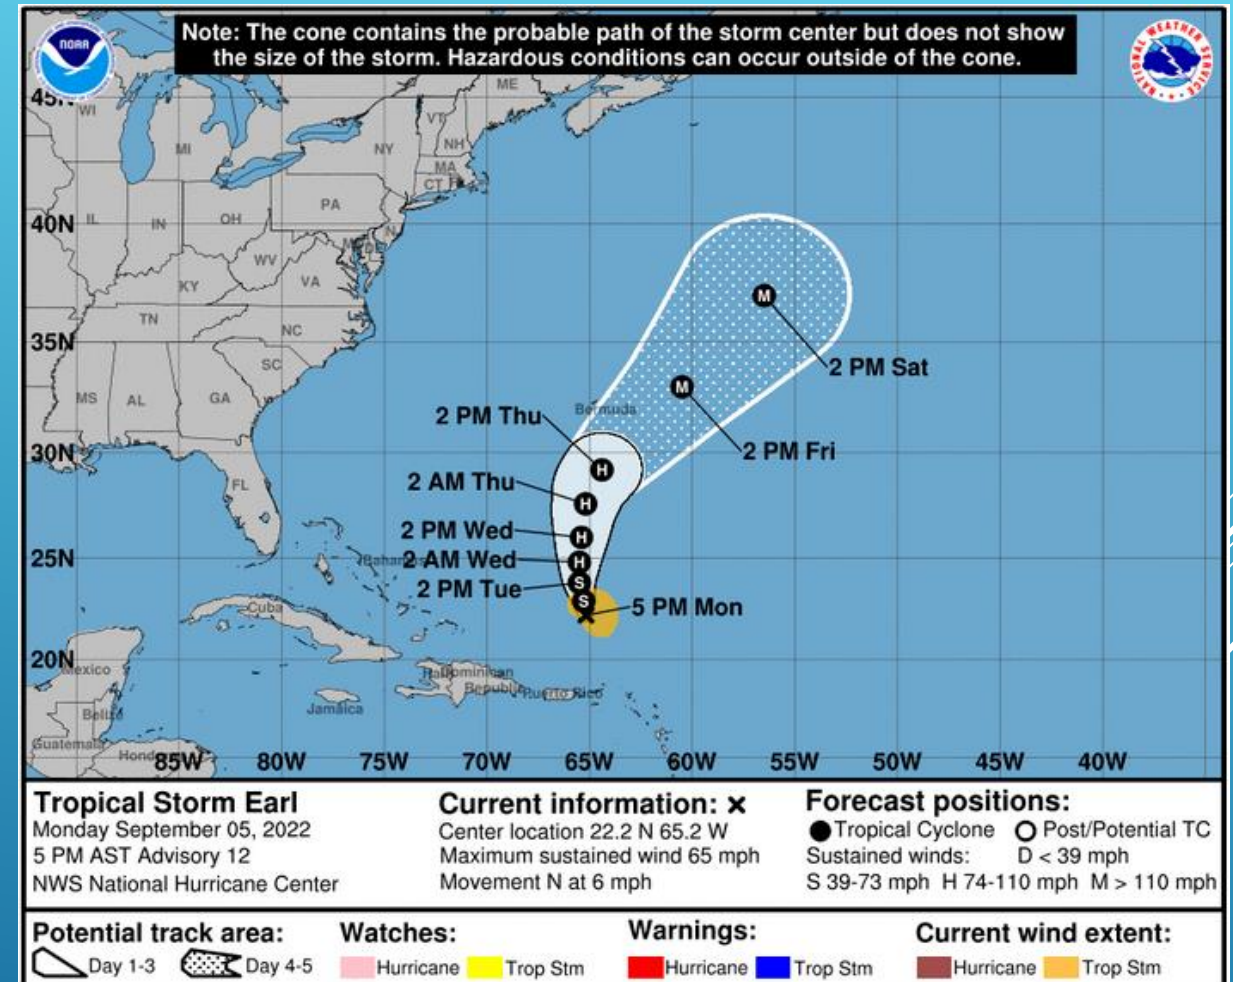 Note: The cone contains the probable path of the storm center but does not show
the size of the storm. Hazardous conditions can occur outside of the cone.
NOAA
NATIONAL WEATHER SERVICE
45N
WI
MI
ME
VT
NH
NY
MA
CT
40N
IL
IN
OH
PA
WV
KY
VA
35N
TN
NC
SC
MS
AL
GA
30N
FL
25N
20N
Bermuda
Cuba
Dominican
Republic
Puerto Rico
Jamaica
Mexico
Belize
Guatemala
M
2 PM Sat
M
2 PM Fri
2 PM Thu
H
2 AM Thu
H
2 PM Wed
H
2 AM Wed
H
2 PM Tue
S
S
5 PM Mon
85W
80W
75W
70W
65W
60W
55W
50W
45W
40W
Tropical Storm Earl
Monday September 05, 2022
5 PM AST Advisory 12
NWS National Hurricane Center
Current information: x
Center location 22.2 N 65.2 W
Maximum sustained wind 65 mph
Movement N at 6 mph
Forecast positions:
Tropical Cyclone Post/Potential TC
Sustained winds: D < 39 mph
S 39-73 mph H 74-110 mph M > 110 mph
Potential track area:
Day 1-3 Day 4-5
Watches:
Hurricane Trop Stm
Warnings:
Hurricane Trop Stm
Current wind extent:
Hurricane Trop Stm